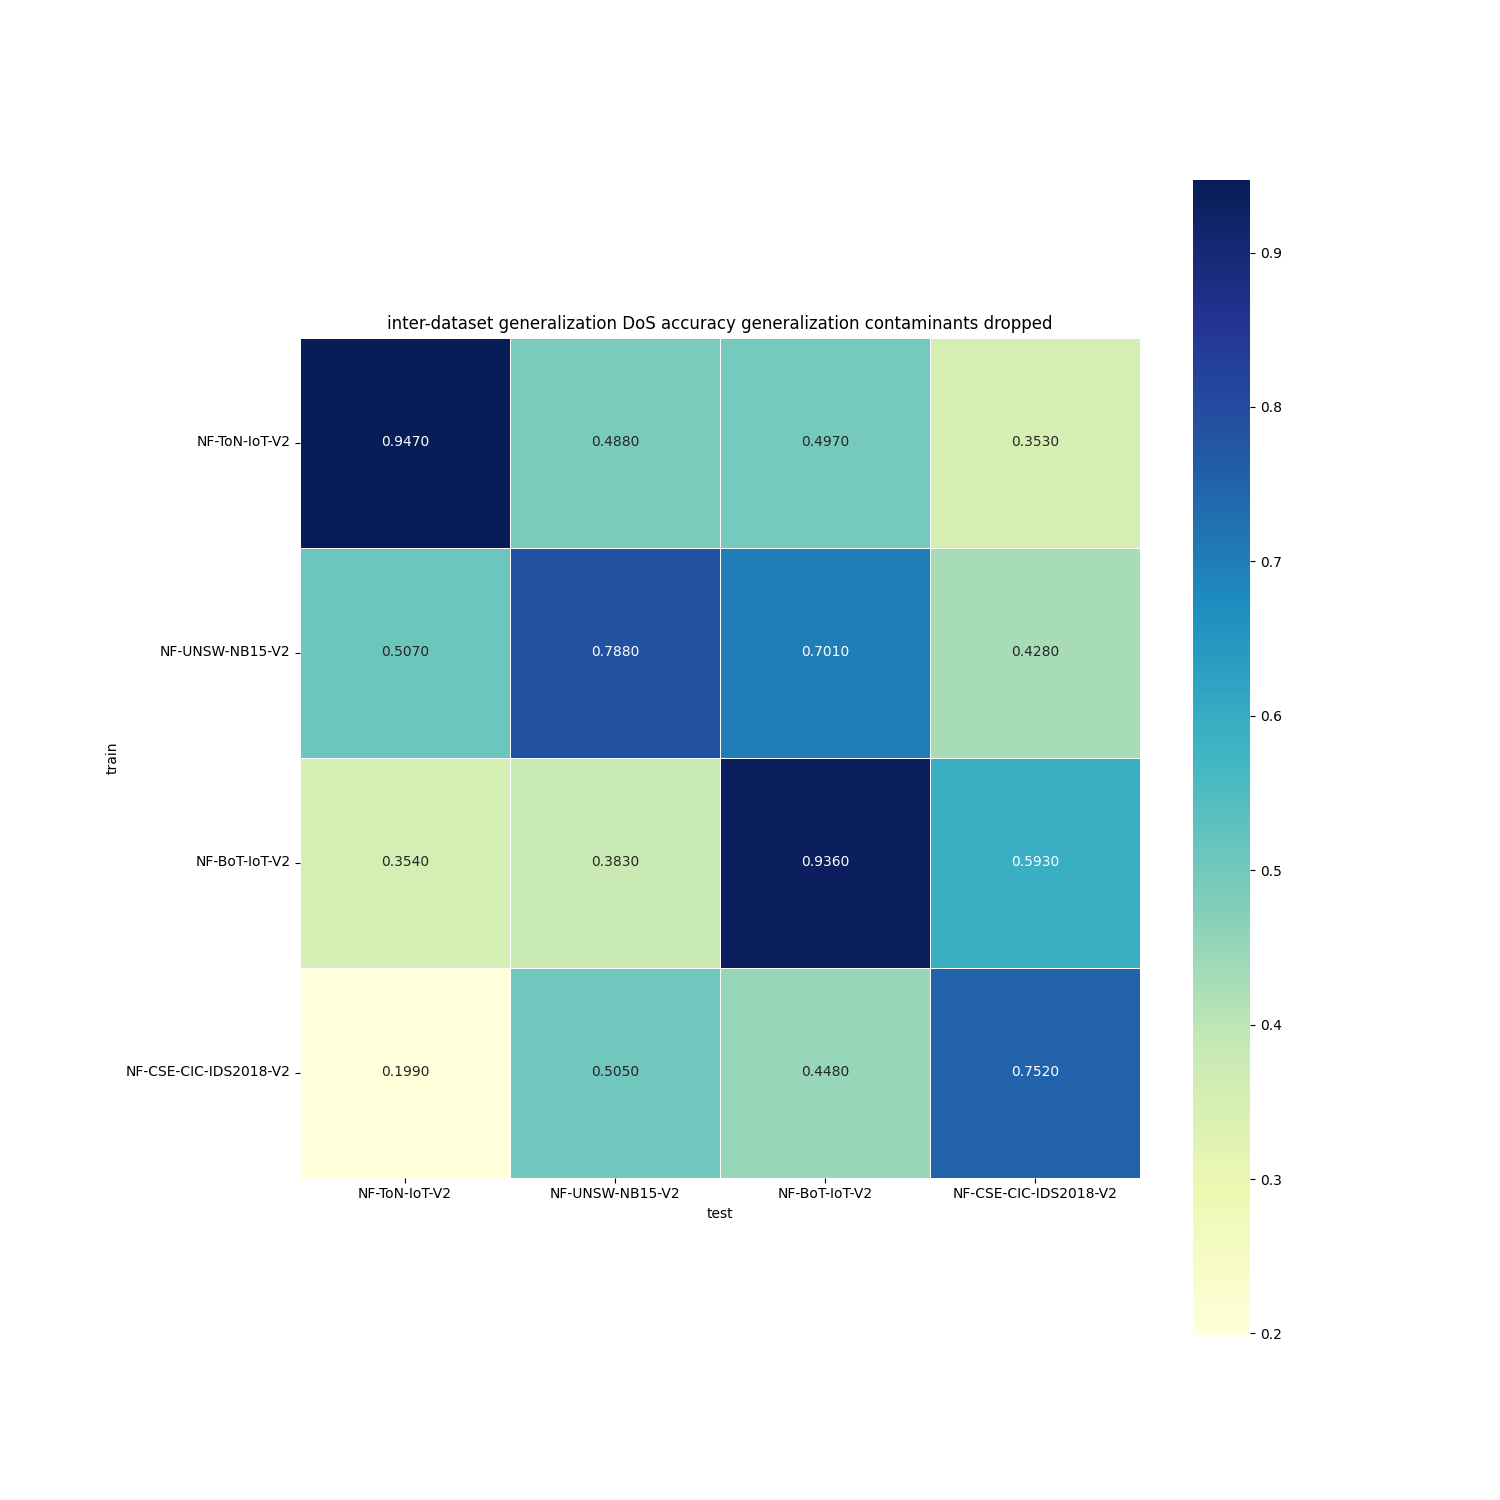 inter-dataset generalization DoS accuracy generalization contaminants dropped
train
NF-ToN-IoT-V2 0.9470 0.4880 0.4970 0.3530
NF-UNSW-NB15-V2 0.5070 0.7880 0.7010 0.4280
NF-BoT-IoT-V2 0.3540 0.3830 0.9360 0.5930
NF-CSE-CIC-IDS2018-V2 0.1990 0.5050 0.4480 0.7520
NF-ToN-IoT-V2 NF-UNSW-NB15-V2 NF-BoT-IoT-V2 NF-CSE-CIC-IDS2018-V2
test
0.9
0.8
0.7
0.6
0.5
0.4
0.3
0.2